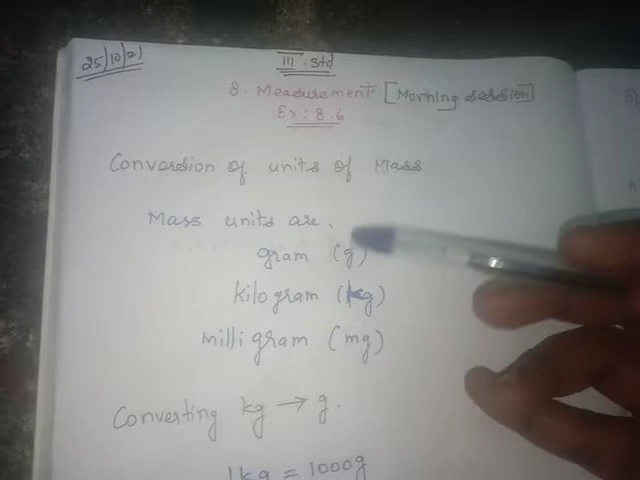 25/10/21
III - Std
8. Measurement [Morning session]
Ex: 8.6
Conversion of units of Mass
Mass units are.
gram (g)
kilogram (kg)
milligram (mg)
Converting kg → g.
1kg = 1000g